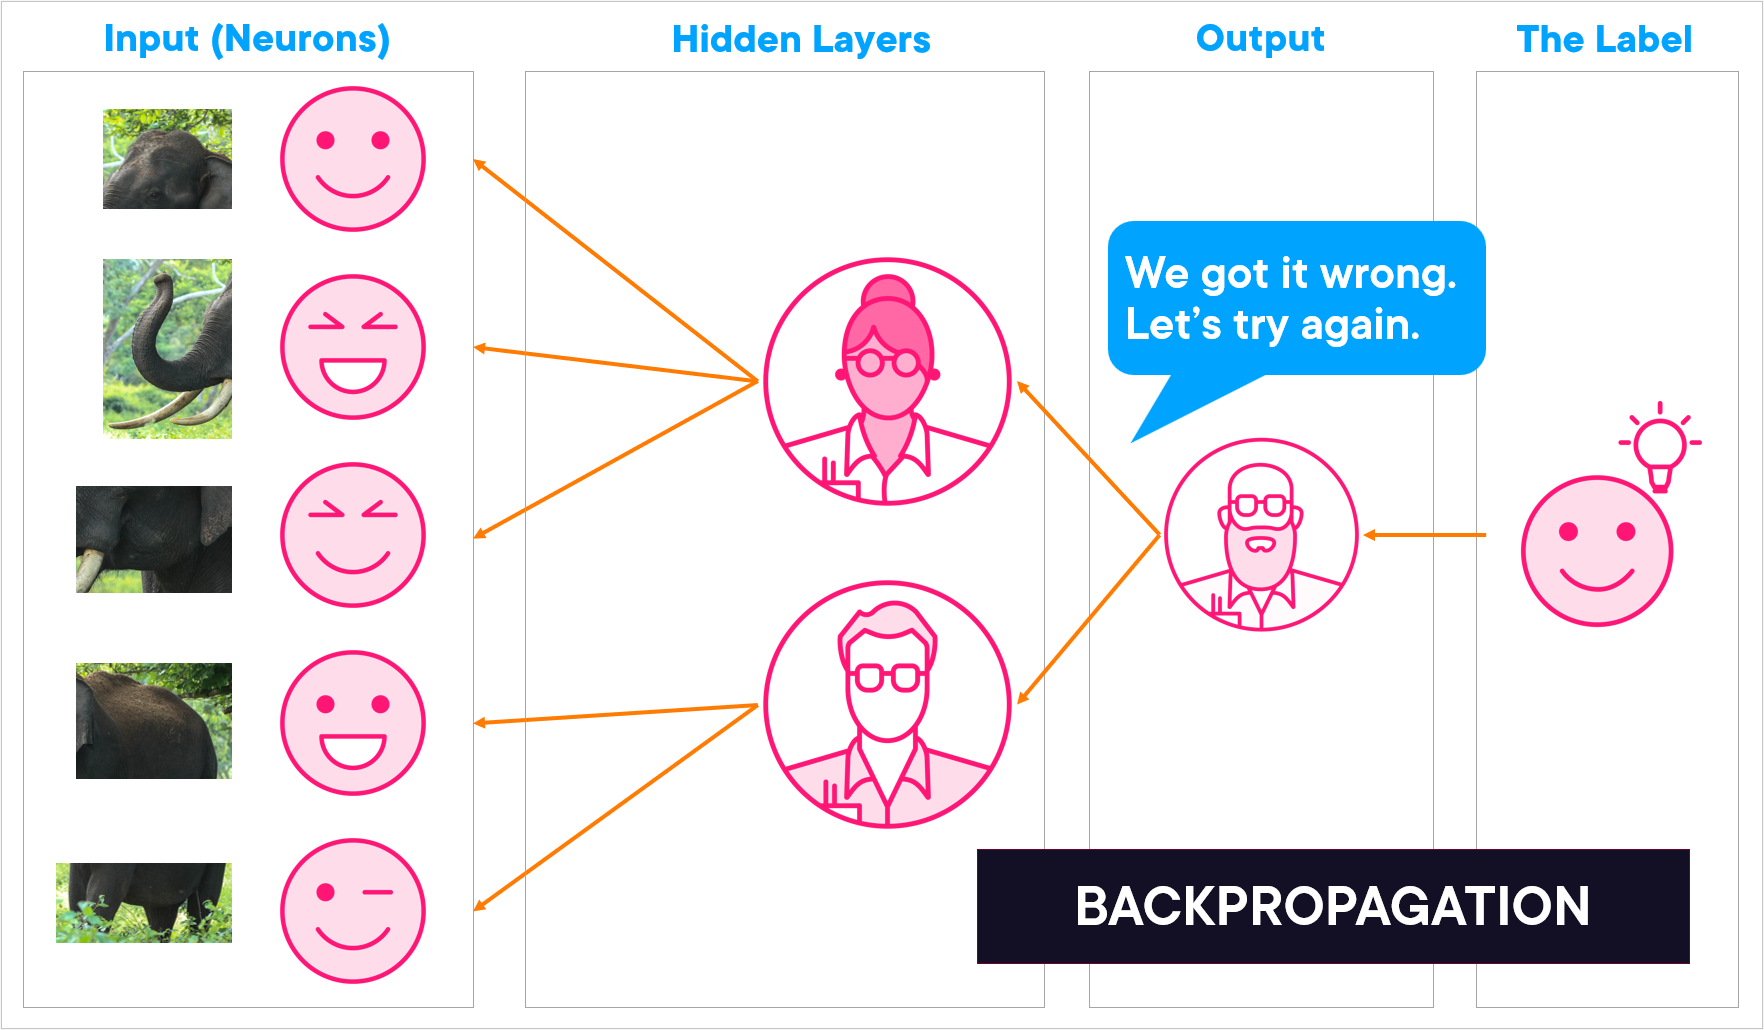 Input (Neurons)
Hidden Layers
Output
The Label
We got it wrong.
Let's try again.
BACKPROPAGATION